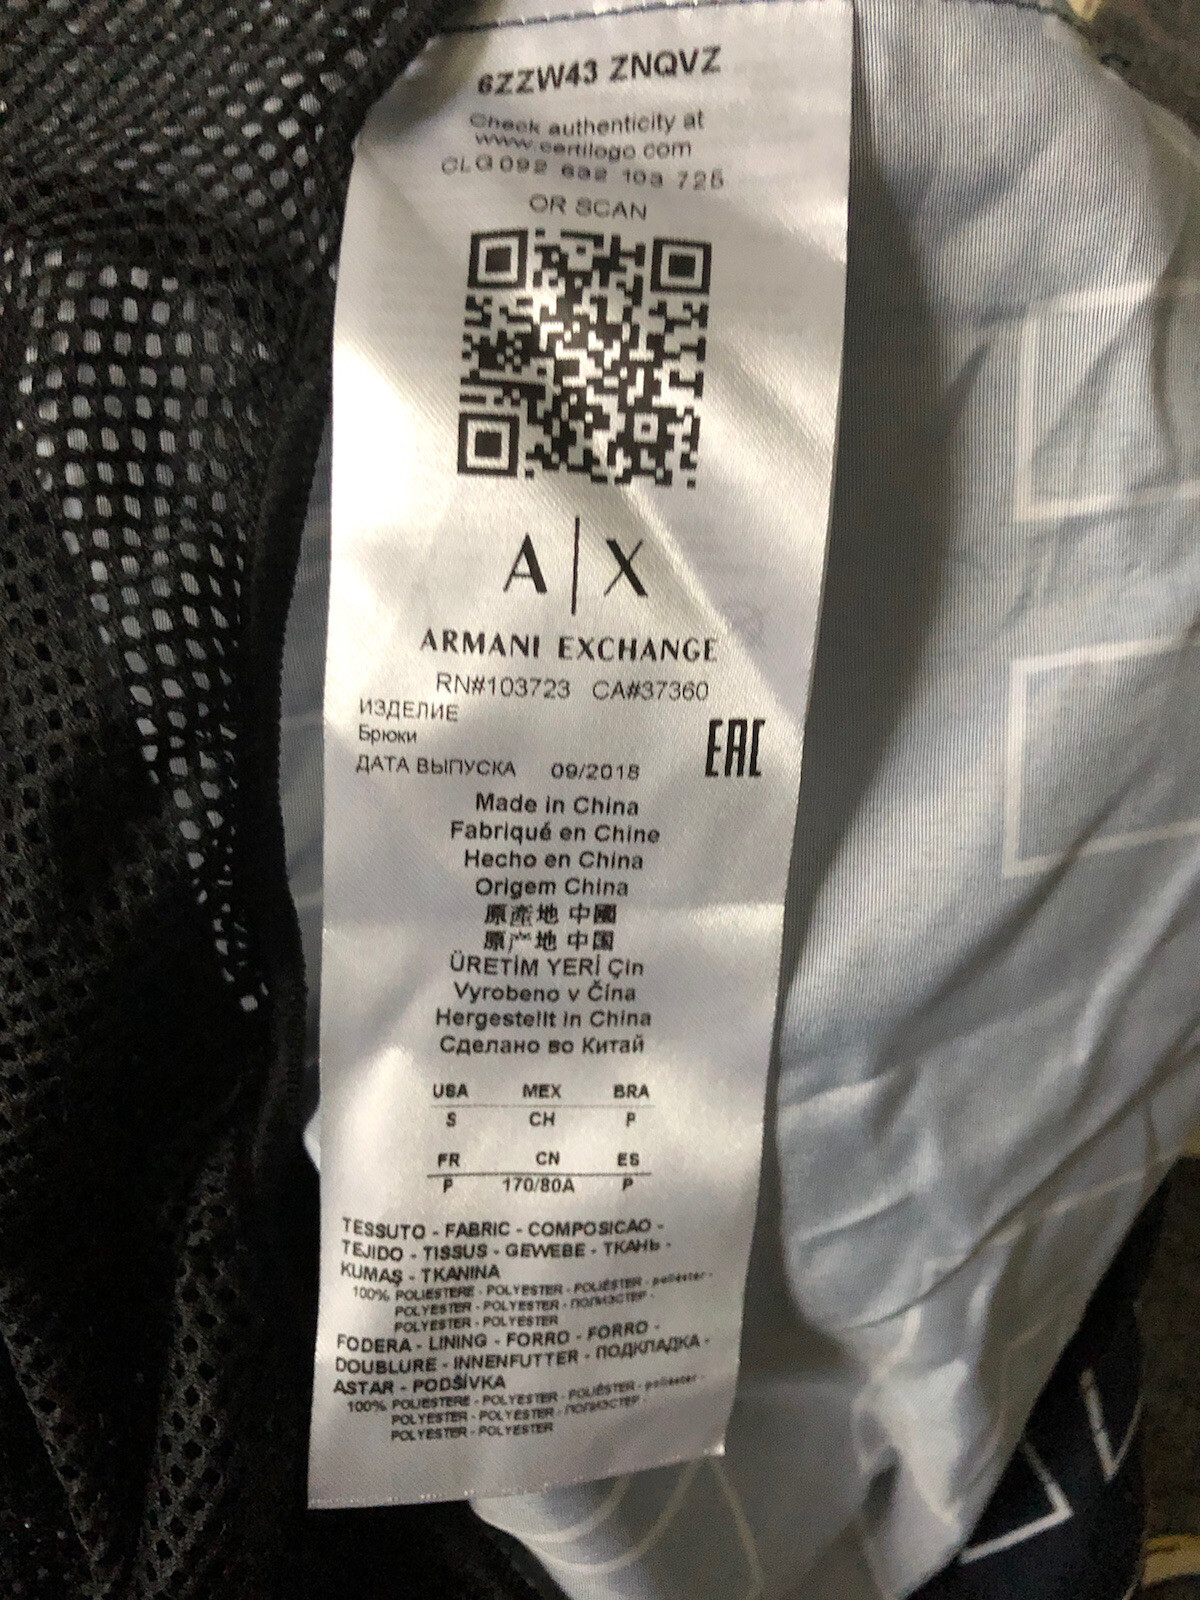 6ZZW43 ZNQVZ
Check authenticity at
www.certilogo.com
CLG 092 632 103 725
OR SCAN
A|X
ARMANI EXCHANGE
RN#103723 CA#37360
ИЗДЕЛИЕ
Брюки
ДАТА ВЫПУСКА 09/2018
EAC
Made in China
Fabriqué en Chine
Hecho en China
Origem China
原產地 中國
原产地 中国
ÜRETİM YERİ Çin
Vyrobeno v Čína
Hergestellt in China
Сделано во Китай
USA MEX BRA
S CH P
FR CN ES
P 170/80A P
TESSUTO - FABRIC - COMPOSICAO -
TEJIDO - TISSUS - GEWEBE - ТКАНЬ -
KUMAŞ - TKANINA
100% POLIESTERE - POLYESTER - POLIÉSTER - poliéster -
POLYESTER - POLYESTER - ПОЛИЭСТЕР -
POLYESTER - POLYESTER
FODERA - LINING - FORRO - FORRO -
DOUBLURE - INNENFUTTER - ПОДКЛАДКА -
ASTAR - PODŠÍVKA
100% POLIESTERE - POLYESTER - POLIÉSTER - poliéster -
POLYESTER - POLYESTER - ПОЛИЭСТЕР -
POLYESTER - POLYESTER